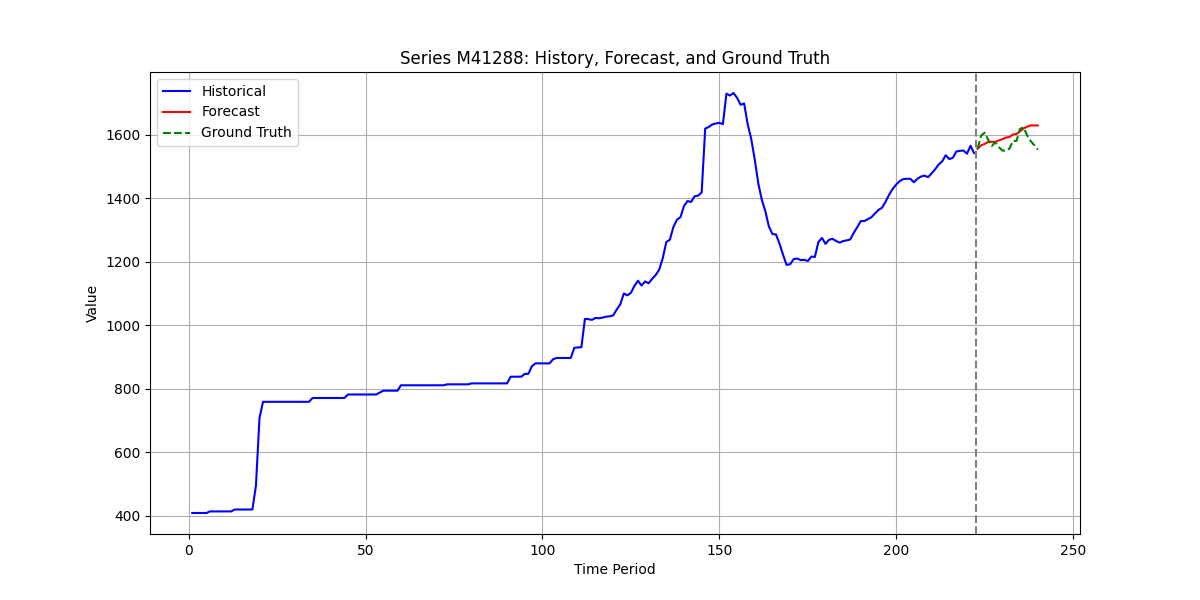 Series M41288: History, Forecast, and Ground Truth
Historical
Forecast
Ground Truth
Value
1600
1400
1200
1000
800
600
400
0 50 100 150 200 250
Time Period